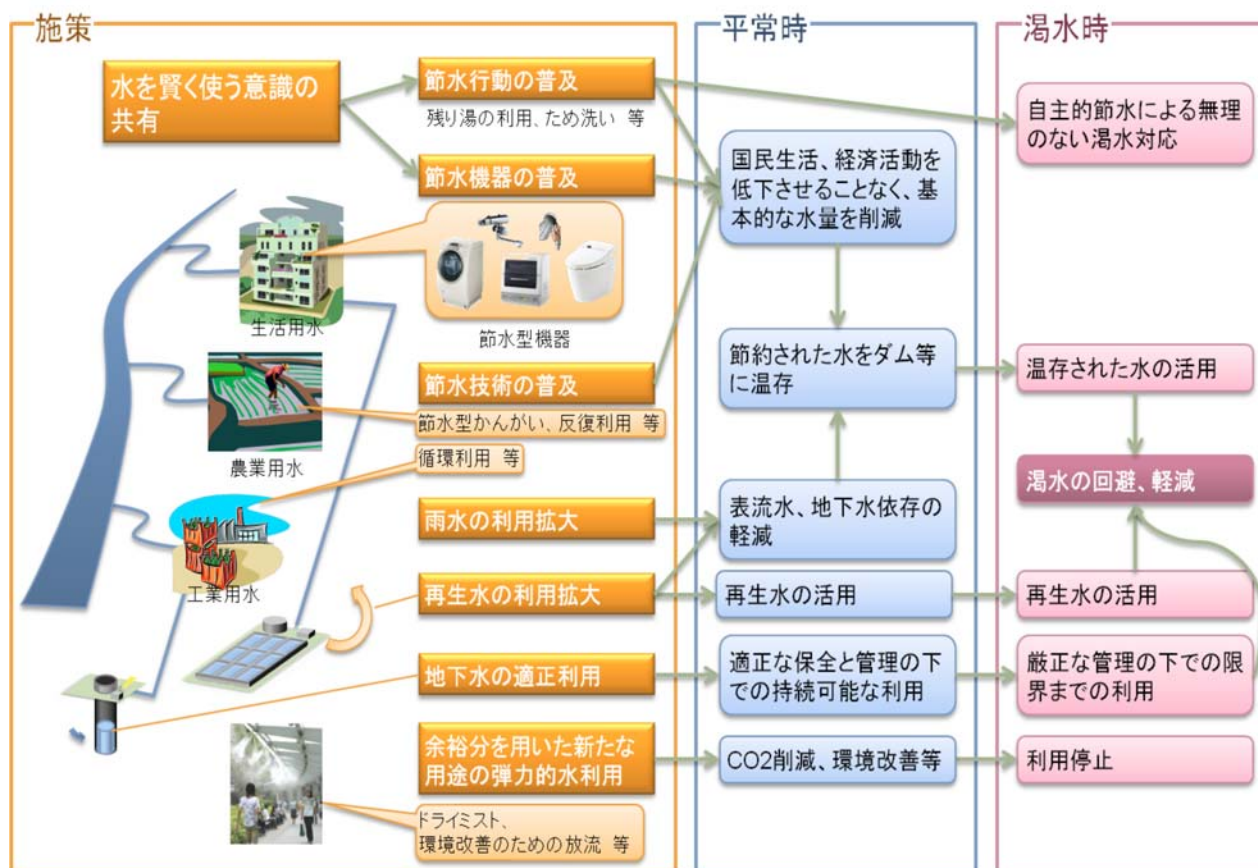 施策
水を賢く使う意識の
共有
節水行動の普及
残り湯の利用、ため洗い 等
節水機器の普及
生活用水
節水型機器
節水技術の普及
節水型かんがい、反復利用 等
農業用水
循環利用 等
雨水の利用拡大
工業用水
再生水の利用拡大
地下水の適正利用
余裕分を用いた新たな
用途の弾力的水利用
ドライミスト、
環境改善のための放流 等
平常時
国民生活、経済活動を
低下させることなく、基
本的な水量を削減
節約された水をダム等
に温存
表流水、地下水依存の
軽減
再生水の活用
適正な保全と管理の下
での持続可能な利用
CO2削減、環境改善等
渇水時
自主的節水による無理
のない渇水対応
温存された水の活用
渇水の回避、軽減
再生水の活用
厳正な管理の下での限
界までの利用
利用停止